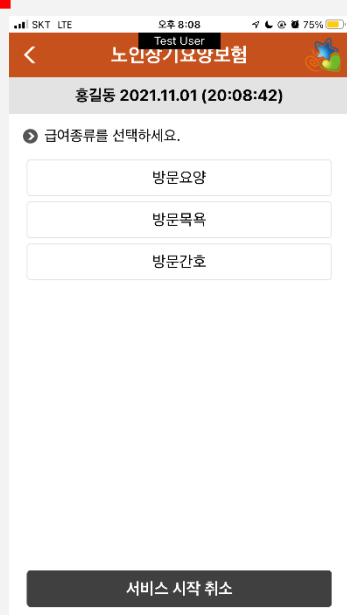 SKT LTE 오후 8:08 75%
Test User
노인장기요양보험
홍길동 2021.11.01 (20:08:42)
급여종류를 선택하세요.
방문요양
방문목욕
방문간호
서비스 시작 취소